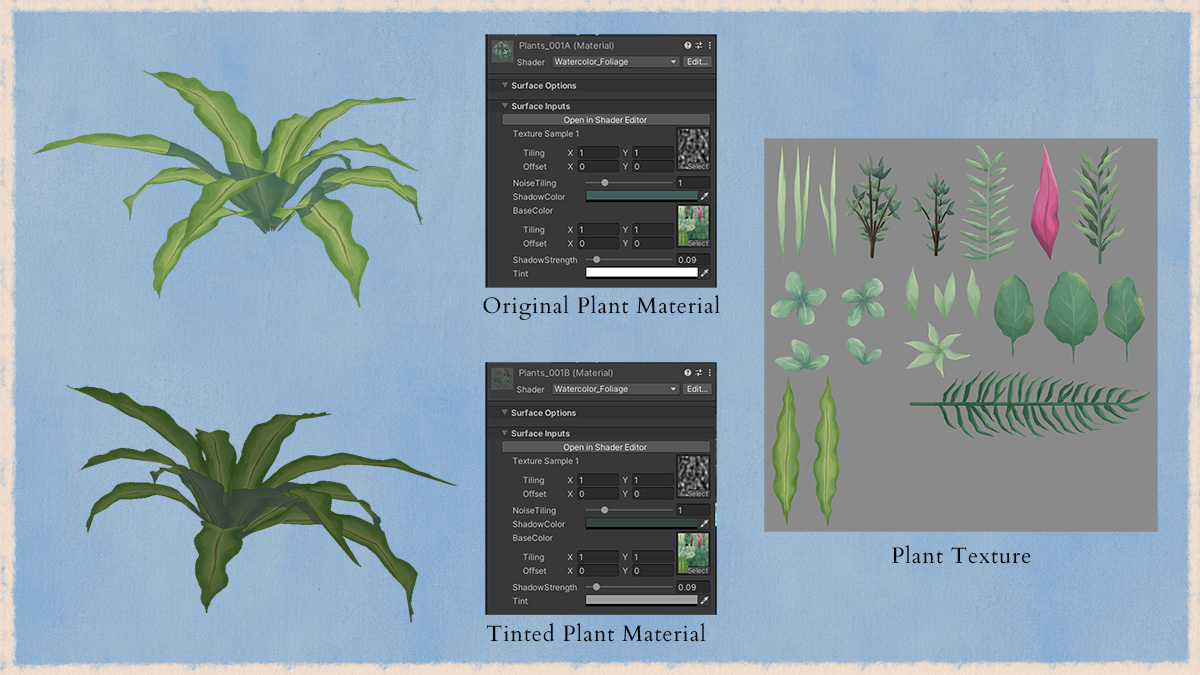 Plants_001A (Material)
Shader Watercolor_Foliage Edit...
Surface Options
Surface Inputs
Open in Shader Editor
Texture Sample 1
Tiling X 1 Y 1
Offset X 0 Y 0
Select
NoiseTiling 1
ShadowColor
BaseColor
Tiling X 1 Y 1
Offset X 0 Y 0
Select
ShadowStrength 0.09
Tint
Original Plant Material
Plants_001B (Material)
Shader Watercolor_Foliage Edit...
Surface Options
Surface Inputs
Open in Shader Editor
Texture Sample 1
Tiling X 1 Y 1
Offset X 0 Y 0
Select
NoiseTiling 1
ShadowColor
BaseColor
Tiling X 1 Y 1
Offset X 0 Y 0
Select
ShadowStrength 0.09
Tint
Tinted Plant Material
Plant Texture